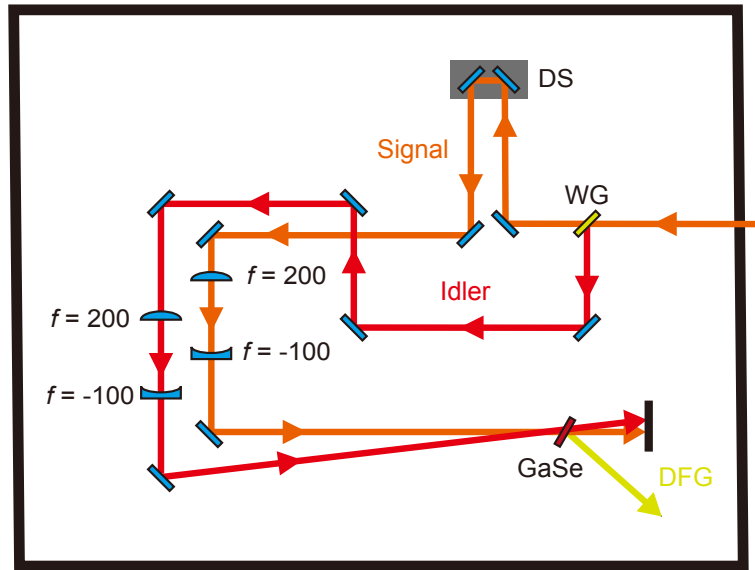 DS
Signal
WG
f = 200
Idler
f = 200
f = -100
f = -100
GaSe
DFG